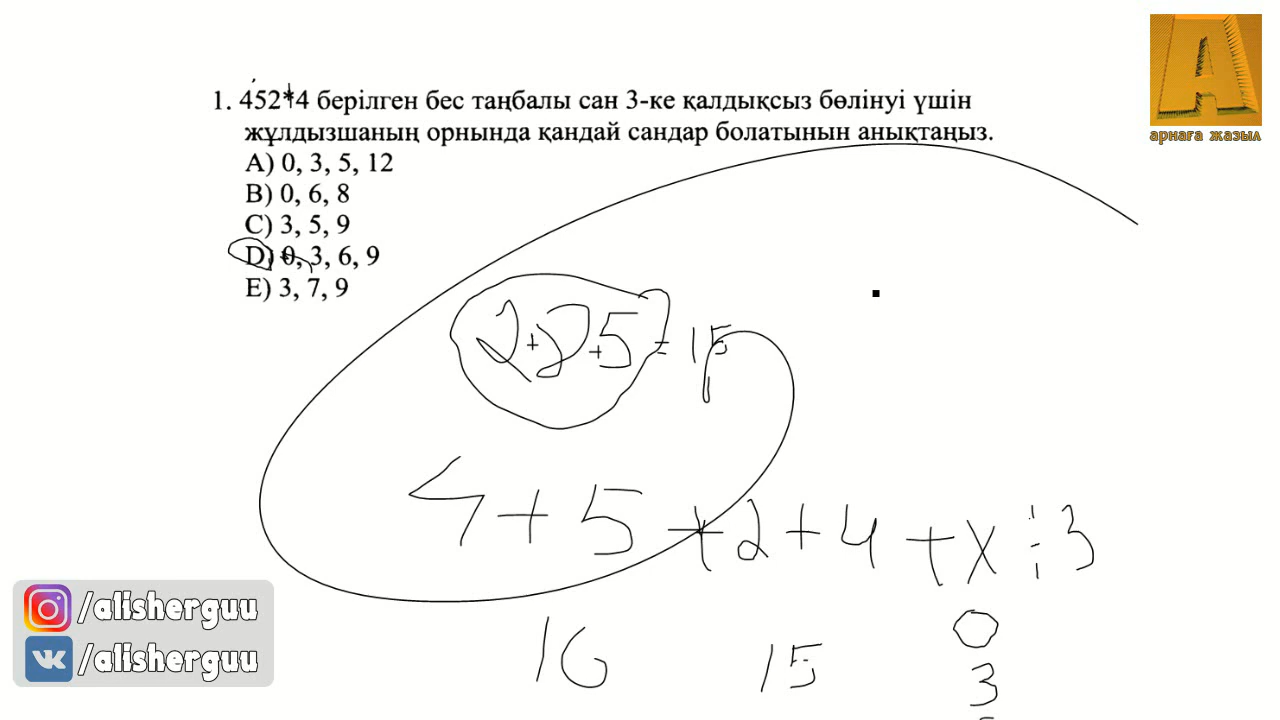 1. 452*4 берілген бес таңбалы сан 3-ке қалдықсыз бөлінуі үшін
жұлдызшаның орнында қандай сандар болатынын анықтаңыз.
A) 0, 3, 5, 12
B) 0, 6, 8
C) 3, 5, 9
D) 0, 3, 6, 9
E) 3, 7, 9
2+8+5=15
4+5+2+4+x÷3
16 15 0
3
арнаға жазыл
/alisherguu
/alisherguu